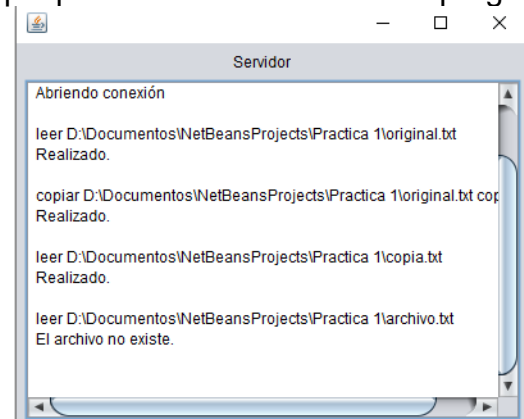 Servidor
Abriendo conexión
leer D:\Documentos\NetBeansProjects\Practica 1\original.txt
Realizado.
copiar D:\Documentos\NetBeansProjects\Practica 1\original.txt cop
Realizado.
leer D:\Documentos\NetBeansProjects\Practica 1\copia.txt
Realizado.
leer D:\Documentos\NetBeansProjects\Practica 1\archivo.txt
El archivo no existe.